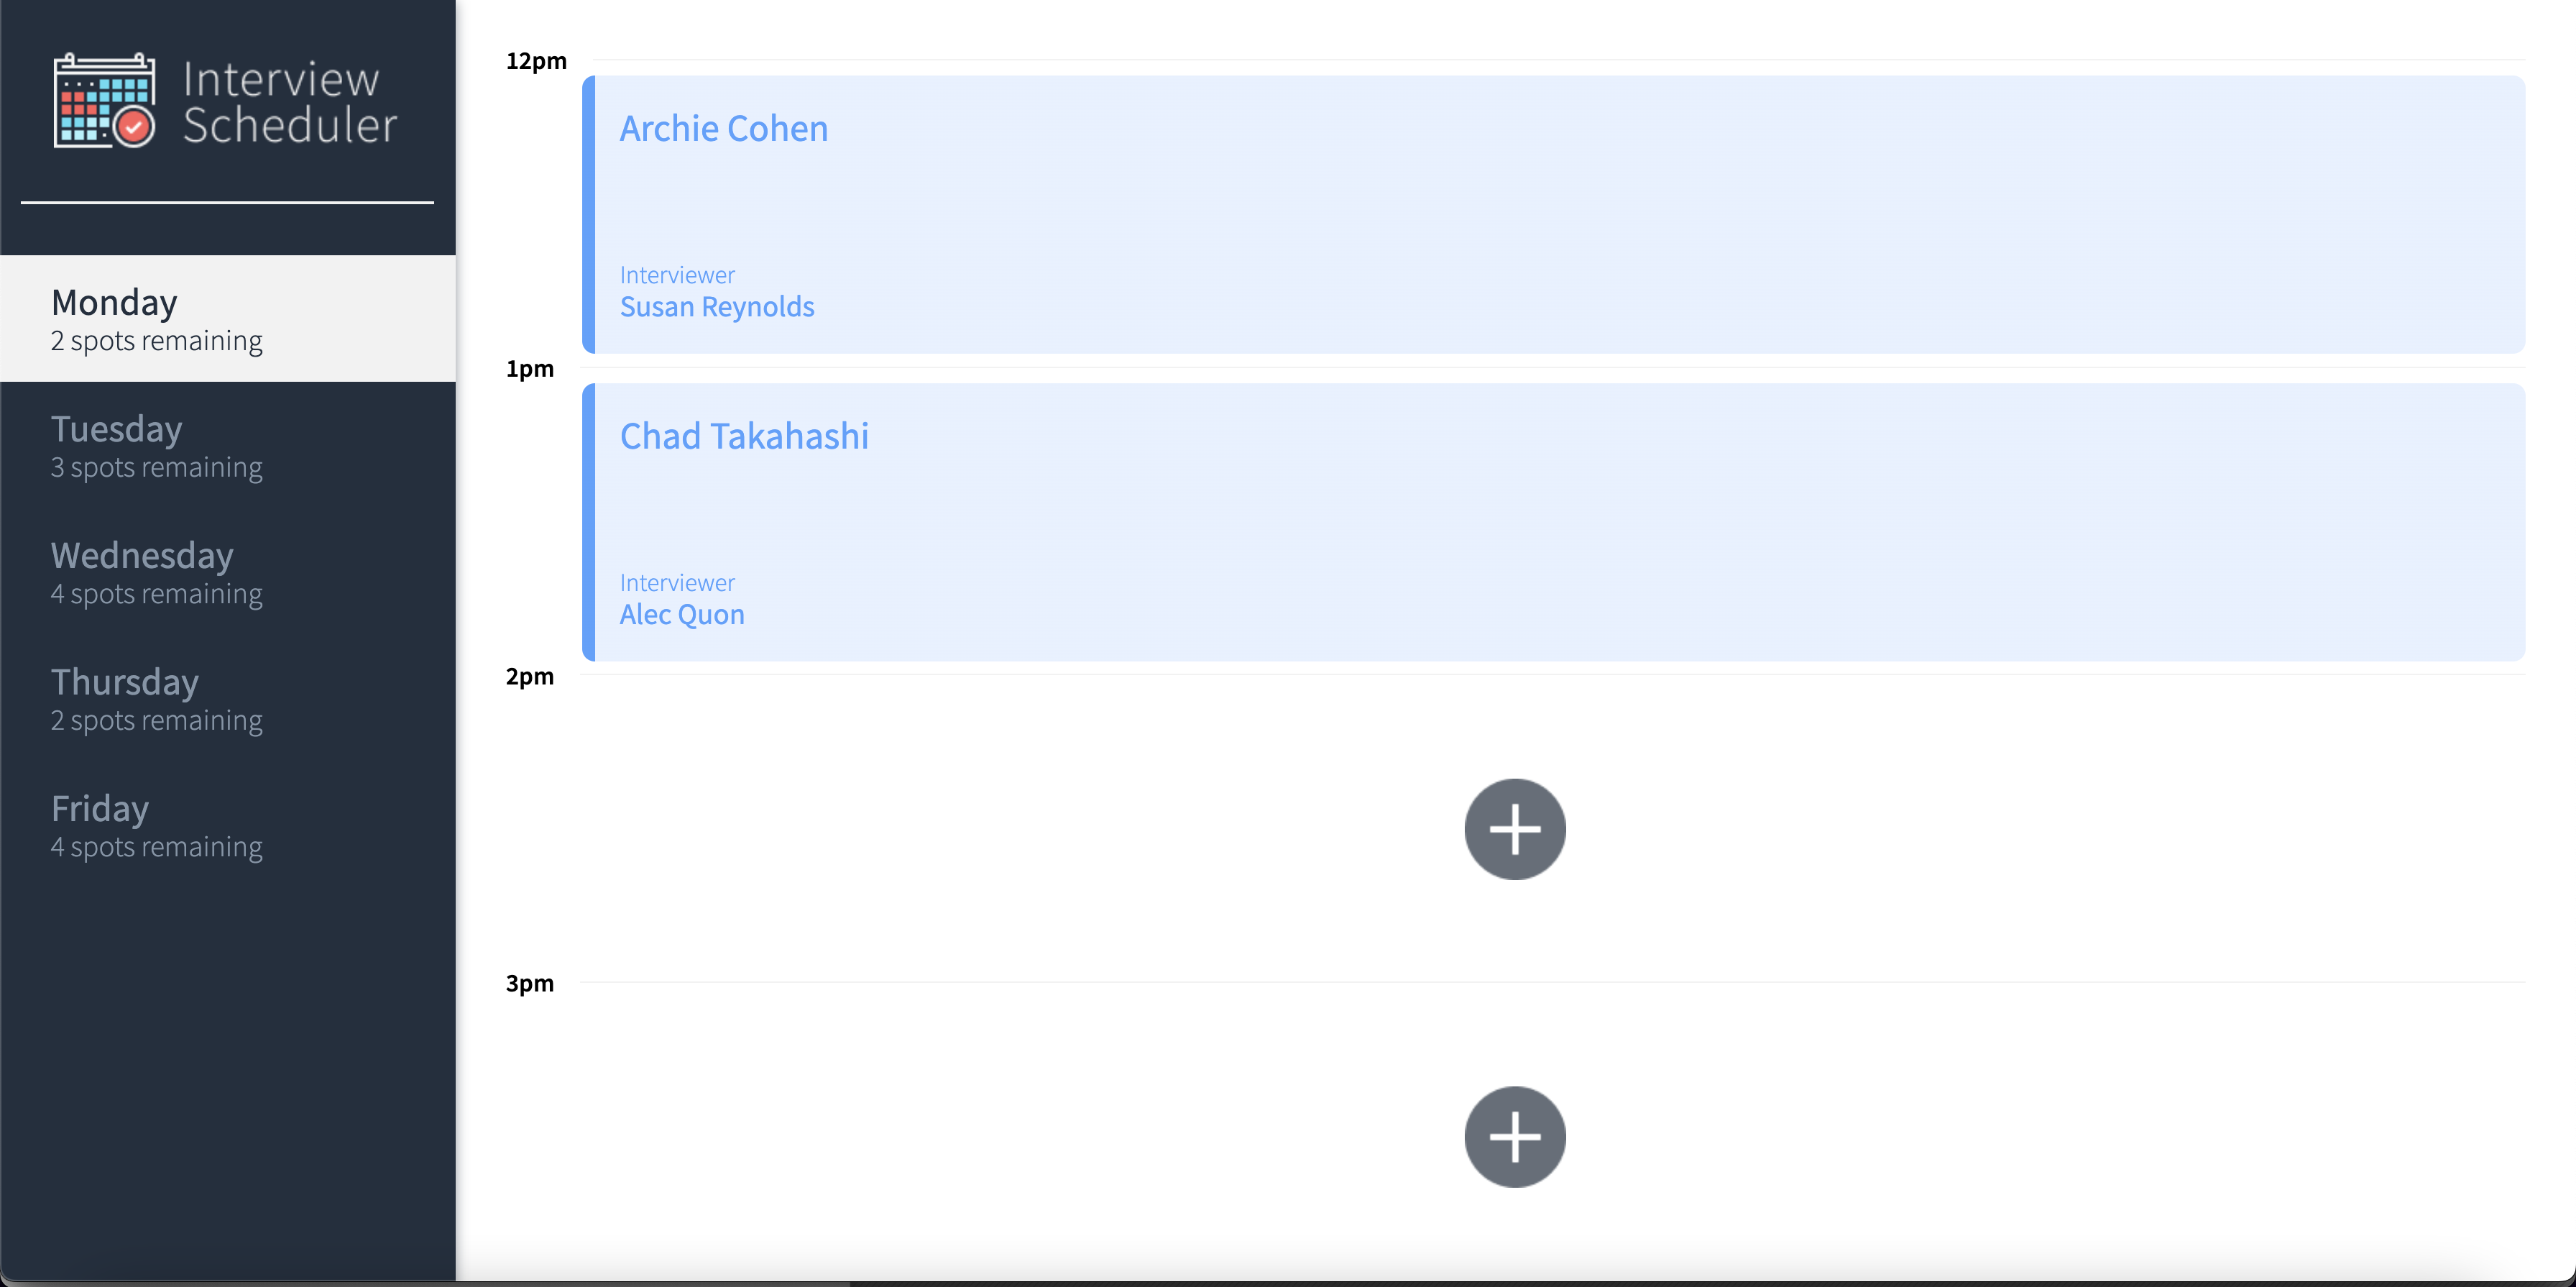 Interview
Scheduler
Monday
2 spots remaining
Tuesday
3 spots remaining
Wednesday
4 spots remaining
Thursday
2 spots remaining
Friday
4 spots remaining
12pm
Archie Cohen
Interviewer
Susan Reynolds
1pm
Chad Takahashi
Interviewer
Alec Quon
2pm
3pm